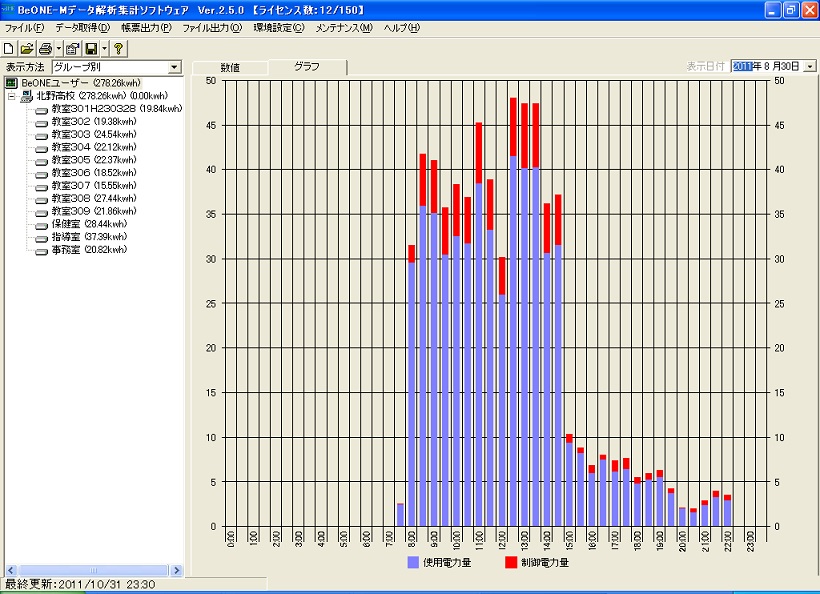 BeONE-Mデータ解析集計ソフトウェア Ver.2.5.0 【ライセンス数:12/150】
ファイル(F) データ取得(D) 帳票出力(P) ファイル出力(O) 環境設定(C) メンテナンス(M) ヘルプ(H)
表示方法 グループ別
数値 グラフ
表示日付 2011年 8月30日
BeONEユーザー (278.26kwh)
北野高校 (278.26kwh) (0.00kwh)
教室301H230328 (19.84kwh)
教室302 (19.38kwh)
教室303 (24.54kwh)
教室304 (22.12kwh)
教室305 (22.37kwh)
教室306 (18.52kwh)
教室307 (15.55kwh)
教室308 (27.44kwh)
教室309 (21.86kwh)
保健室 (28.44kwh)
指導室 (37.39kwh)
事務室 (20.82kwh)
50 50
45 45
40 40
35 35
30 30
25 25
20 20
15 15
10 10
5 5
0 0
0:00 1:00 2:00 3:00 4:00 5:00 6:00 7:00 8:00 9:00 10:00 11:00 12:00 13:00 14:00 15:00 16:00 17:00 18:00 19:00 20:00 21:00 22:00 23:00
使用電力量 制御電力量
最終更新:2011/10/31 23:30